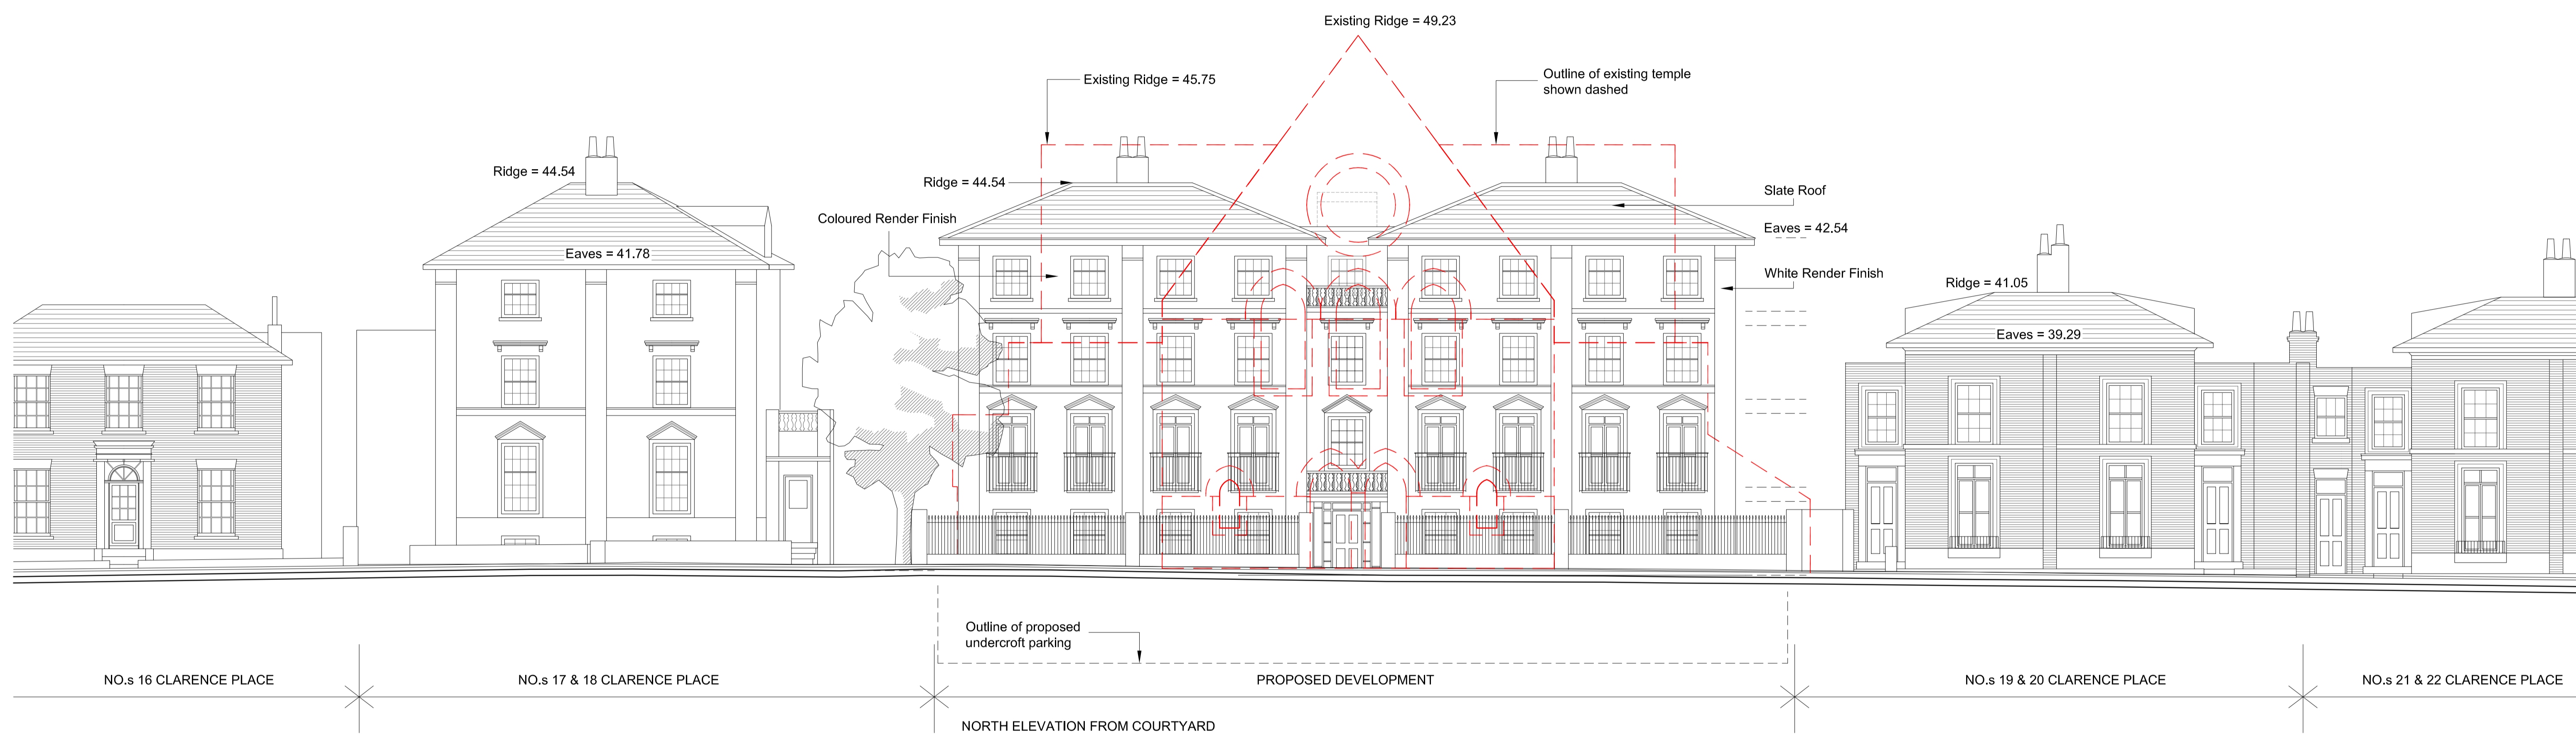 Existing Ridge = 49.23
Existing Ridge = 45.75
Outline of existing temple
shown dashed
Ridge = 44.54
Ridge = 44.54
Slate Roof
Coloured Render Finish
Eaves = 42.54
Eaves = 41.78
White Render Finish
Ridge = 41.05
Eaves = 39.29
Outline of proposed
undercroft parking
NO.s 16 CLARENCE PLACE
NO.s 17 & 18 CLARENCE PLACE
PROPOSED DEVELOPMENT
NO.s 19 & 20 CLARENCE PLACE
NO.s 21 & 22 CLARENCE PLACE
NORTH ELEVATION FROM COURTYARD